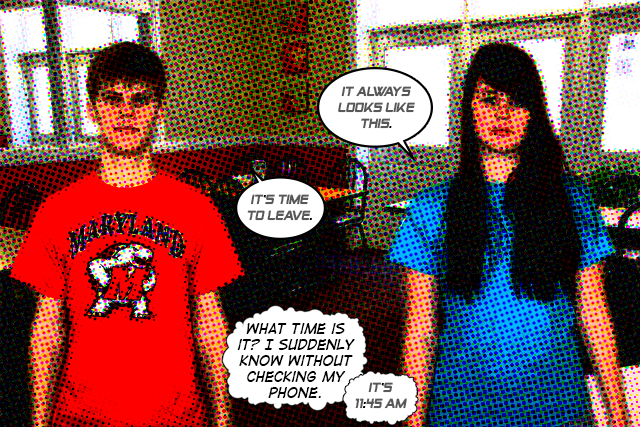 IT ALWAYS
LOOKS LIKE
THIS.
IT'S TIME
TO LEAVE.
MARYLAND
M
WHAT TIME IS
IT? I SUDDENLY
KNOW WITHOUT
CHECKING MY
PHONE.
IT'S
11:45 AM